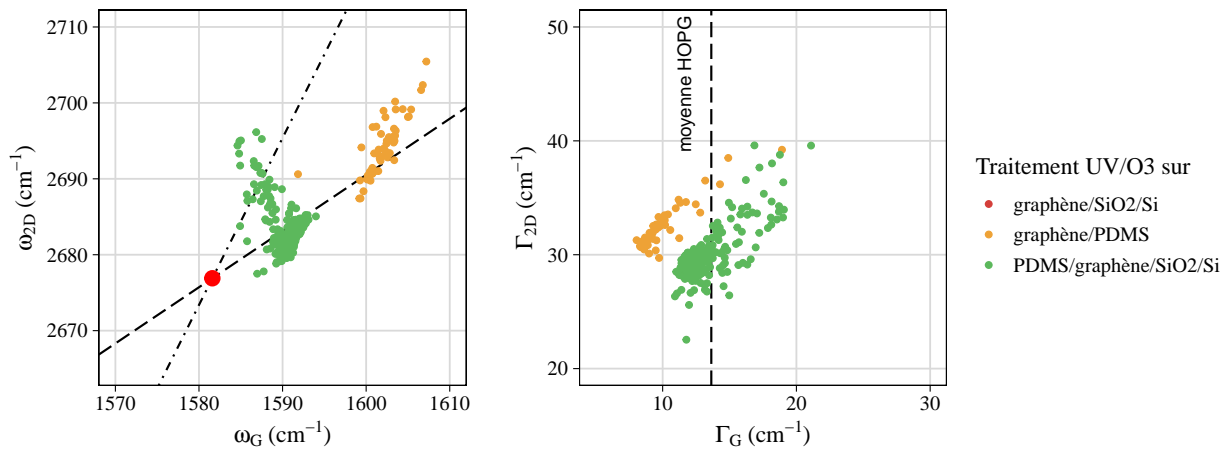 2710
2700
2690
2680
2670
ω2D (cm−1)
1570 1580 1590 1600 1610
ωG (cm−1)
50
40
30
20
Γ2D (cm−1)
moyenne HOPG
10 20 30
ΓG (cm−1)
Traitement UV/O3 sur
graphène/SiO2/Si
graphène/PDMS
PDMS/graphène/SiO2/Si